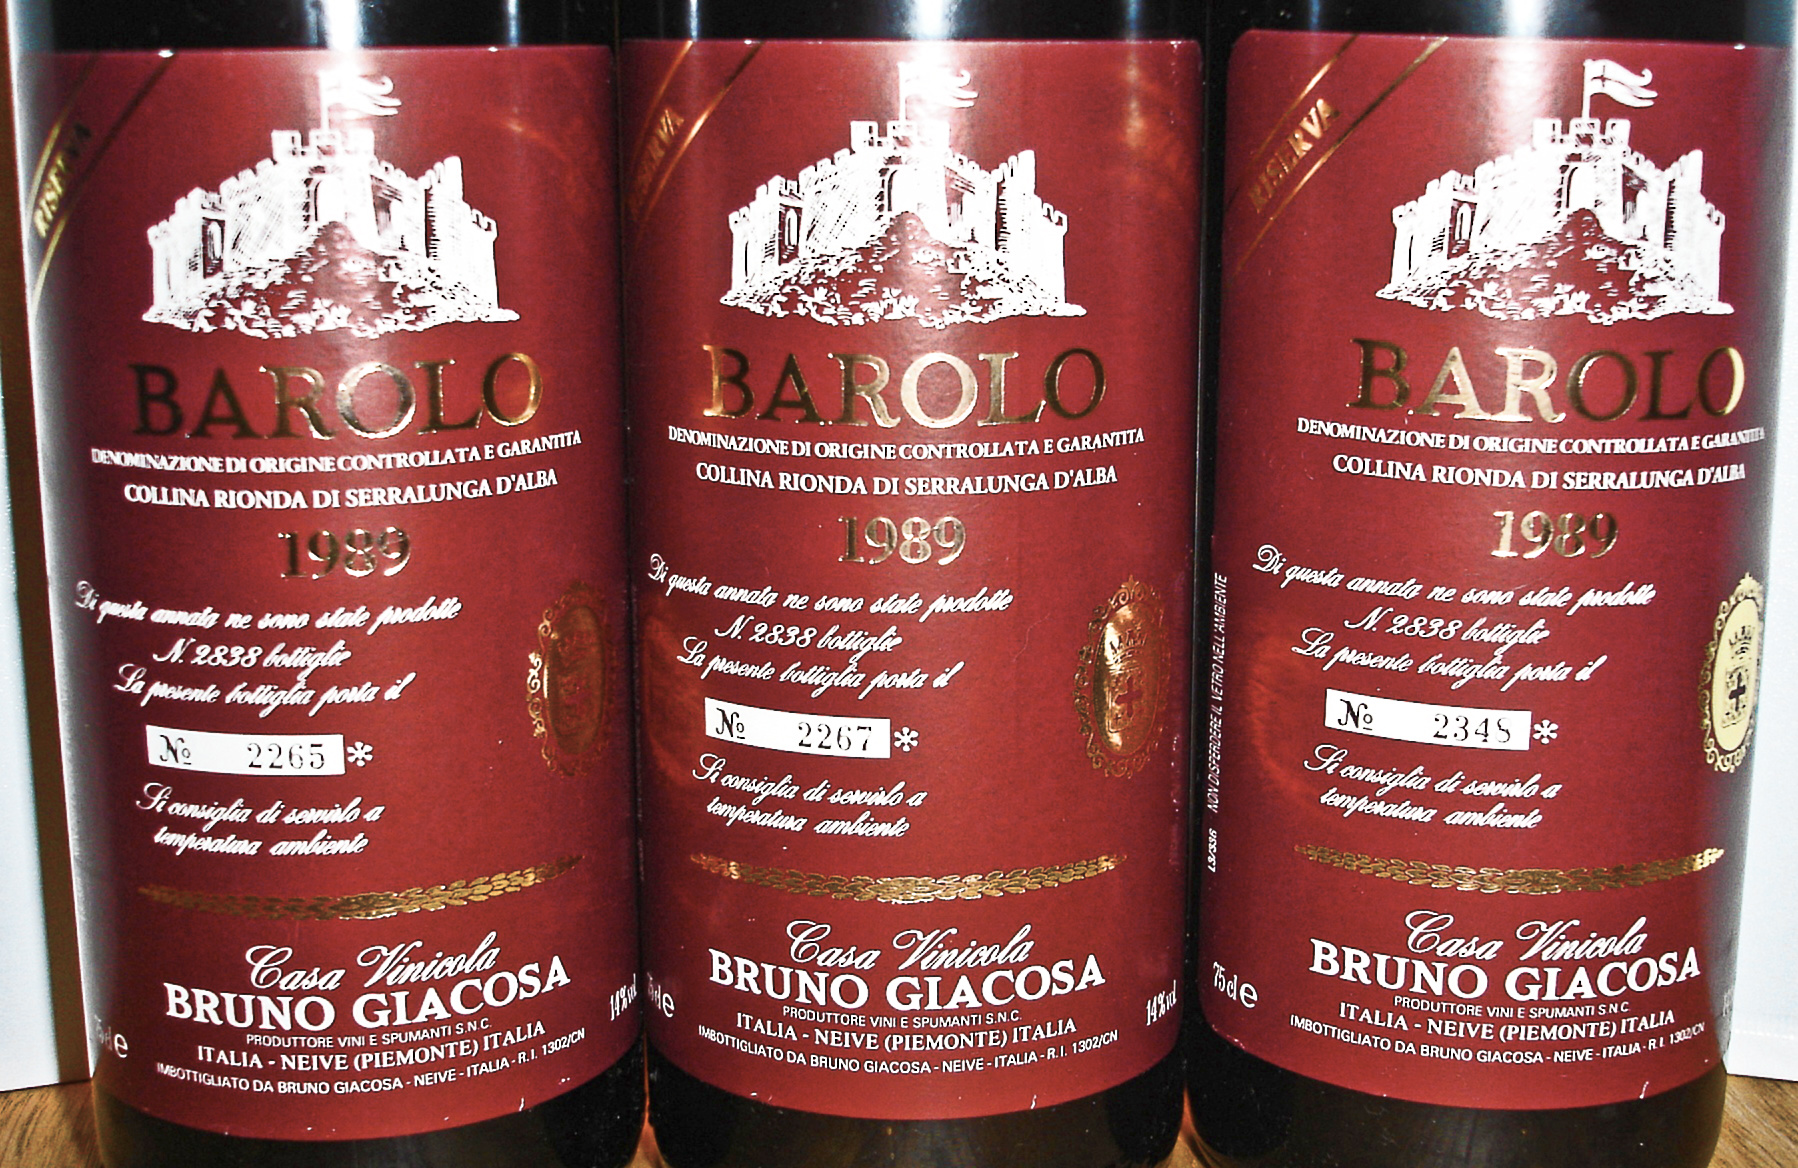 RISERVA
BAROLO
DENOMINAZIONE DI ORIGINE CONTROLLATA E GARANTITA
COLLINA RIONDA DI SERRALUNGA D'ALBA
1989
Di questa annata ne sono state prodotte
N. 2838 bottiglie
La presente bottiglia porta il
№ 2265*
Si consiglia di servirlo a
temperatura ambiente
Casa Vinicola
BRUNO GIACOSA
PRODUTTORE VINI E SPUMANTI S.N.C.
ITALIA - NEIVE (PIEMONTE) ITALIA
IMBOTTIGLIATO DA BRUNO GIACOSA - NEIVE - ITALIA - R.I. 1302/CN
14% vol
RISERVA
BAROLO
DENOMINAZIONE DI ORIGINE CONTROLLATA E GARANTITA
COLLINA RIONDA DI SERRALUNGA D'ALBA
1989
Di questa annata ne sono state prodotte
N. 2838 bottiglie
La presente bottiglia porta il
№ 2267*
Si consiglia di servirlo a
temperatura ambiente
Casa Vinicola
BRUNO GIACOSA
PRODUTTORE VINI E SPUMANTI S.N.C.
ITALIA - NEIVE (PIEMONTE) ITALIA
IMBOTTIGLIATO DA BRUNO GIACOSA - NEIVE - ITALIA - R.I. 1302/CN
14% vol
RISERVA
BAROLO
DENOMINAZIONE DI ORIGINE CONTROLLATA E GARANTITA
COLLINA RIONDA DI SERRALUNGA D'ALBA
1989
Di questa annata ne sono state prodotte
N. 2838 bottiglie
La presente bottiglia porta il
№ 2348*
Si consiglia di servirlo a
temperatura ambiente
L3/336 NON DISPERDERE IL VETRO NELL'AMBIENTE
Casa Vinicola
BRUNO GIACOSA
75 cl e
PRODUTTORE VINI E SPUMANTI S.N.C.
ITALIA - NEIVE (PIEMONTE) ITALIA
IMBOTTIGLIATO DA BRUNO GIACOSA - NEIVE - ITALIA - R.I. 1302/CN